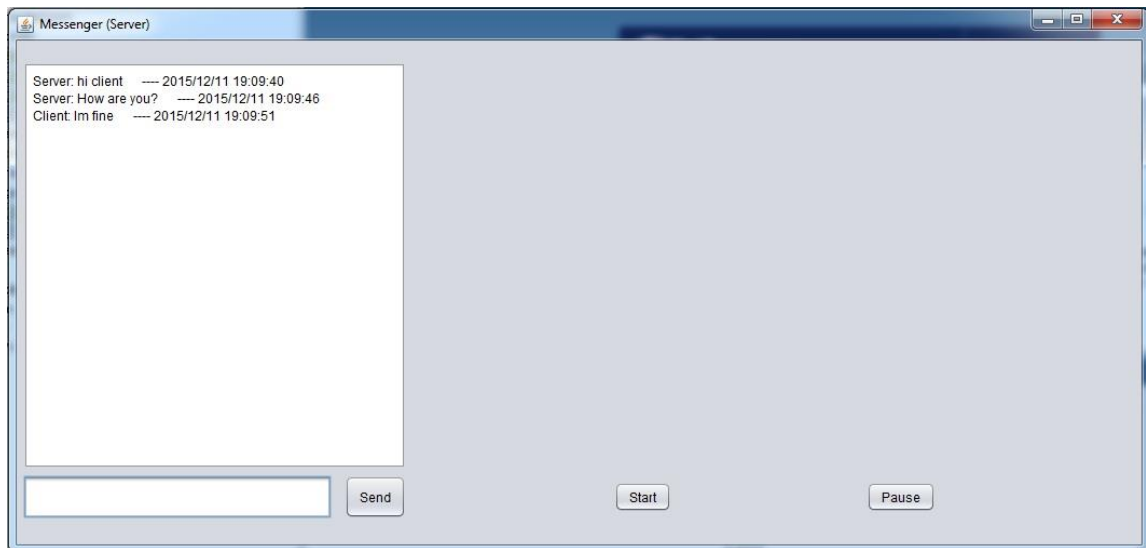 Messenger (Server)
Server: hi client ---- 2015/12/11 19:09:40
Server: How are you? ---- 2015/12/11 19:09:46
Client: Im fine ---- 2015/12/11 19:09:51
Send
Start
Pause